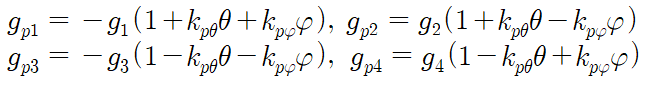 g_{p1} = −g_1(1+k_{pθ}θ+k_{pφ}φ), g_{p2} = g_2(1+k_{pθ}θ−k_{pφ}φ)
g_{p3} = −g_3(1−k_{pθ}θ−k_{pφ}φ), g_{p4} = g_4(1−k_{pθ}θ+k_{pφ}φ)